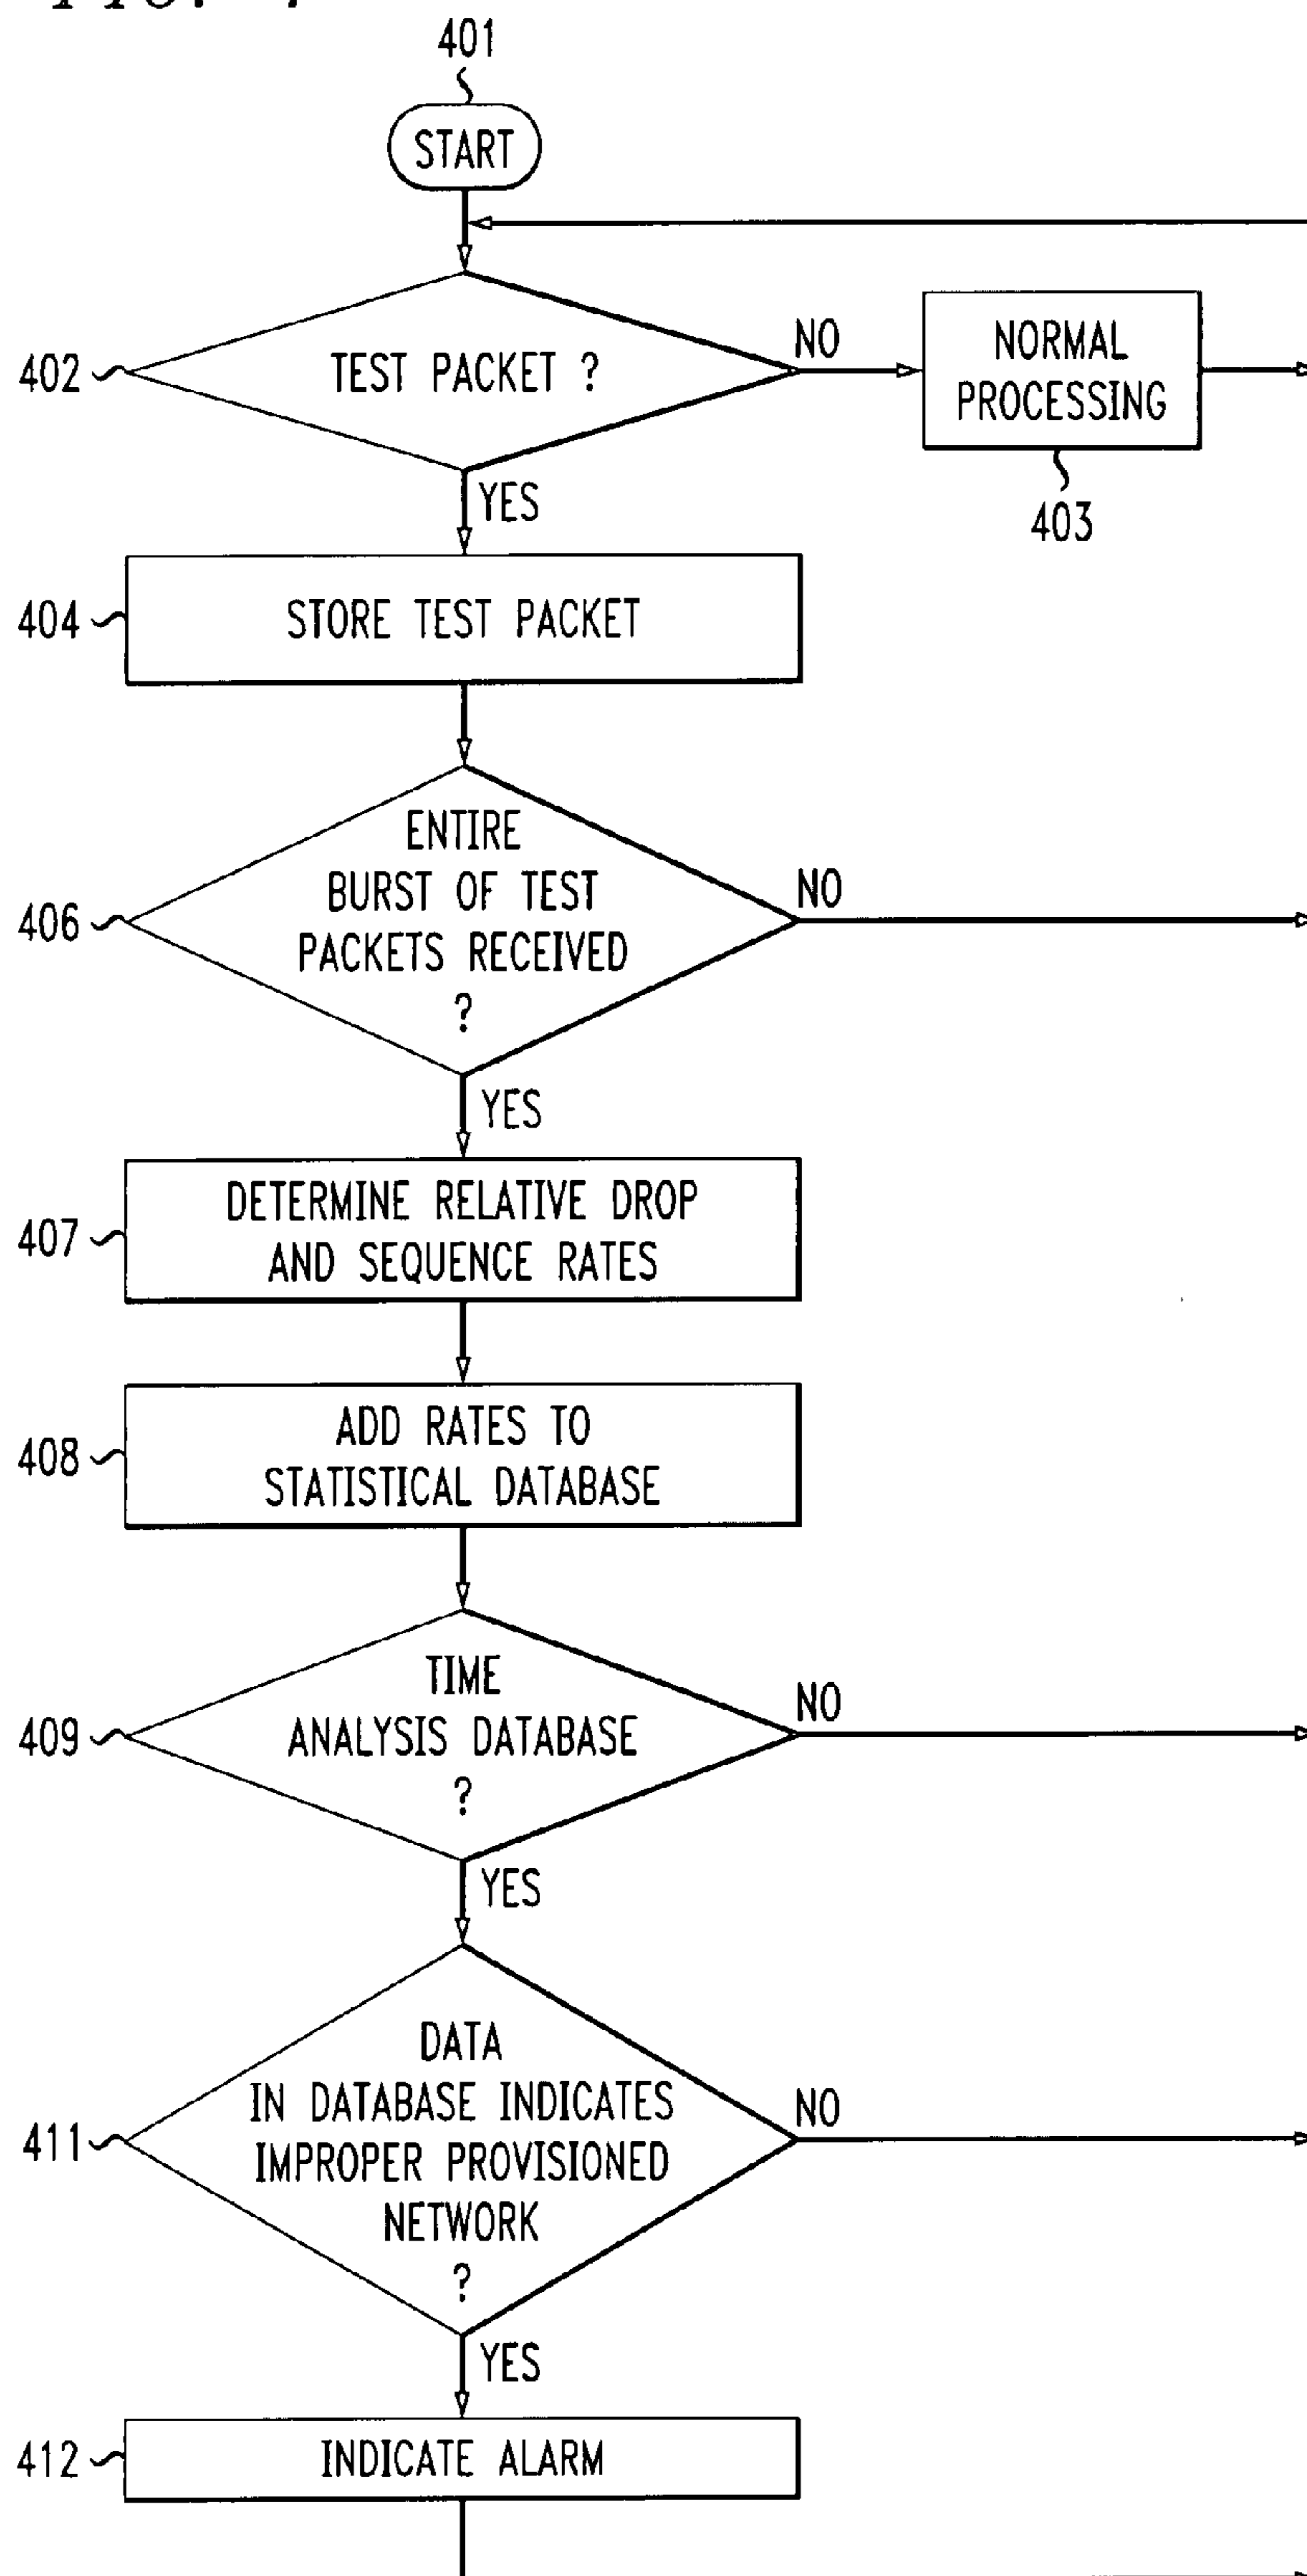 401
START
402
TEST PACKET ?
NO
NORMAL
PROCESSING
403
YES
404
STORE TEST PACKET
406
ENTIRE
BURST OF TEST
PACKETS RECEIVED
?
NO
YES
407
DETERMINE RELATIVE DROP
AND SEQUENCE RATES
408
ADD RATES TO
STATISTICAL DATABASE
409
TIME
ANALYSIS DATABASE
?
NO
YES
411
DATA
IN DATABASE INDICATES
IMPROPER PROVISIONED
NETWORK
?
NO
YES
412
INDICATE ALARM